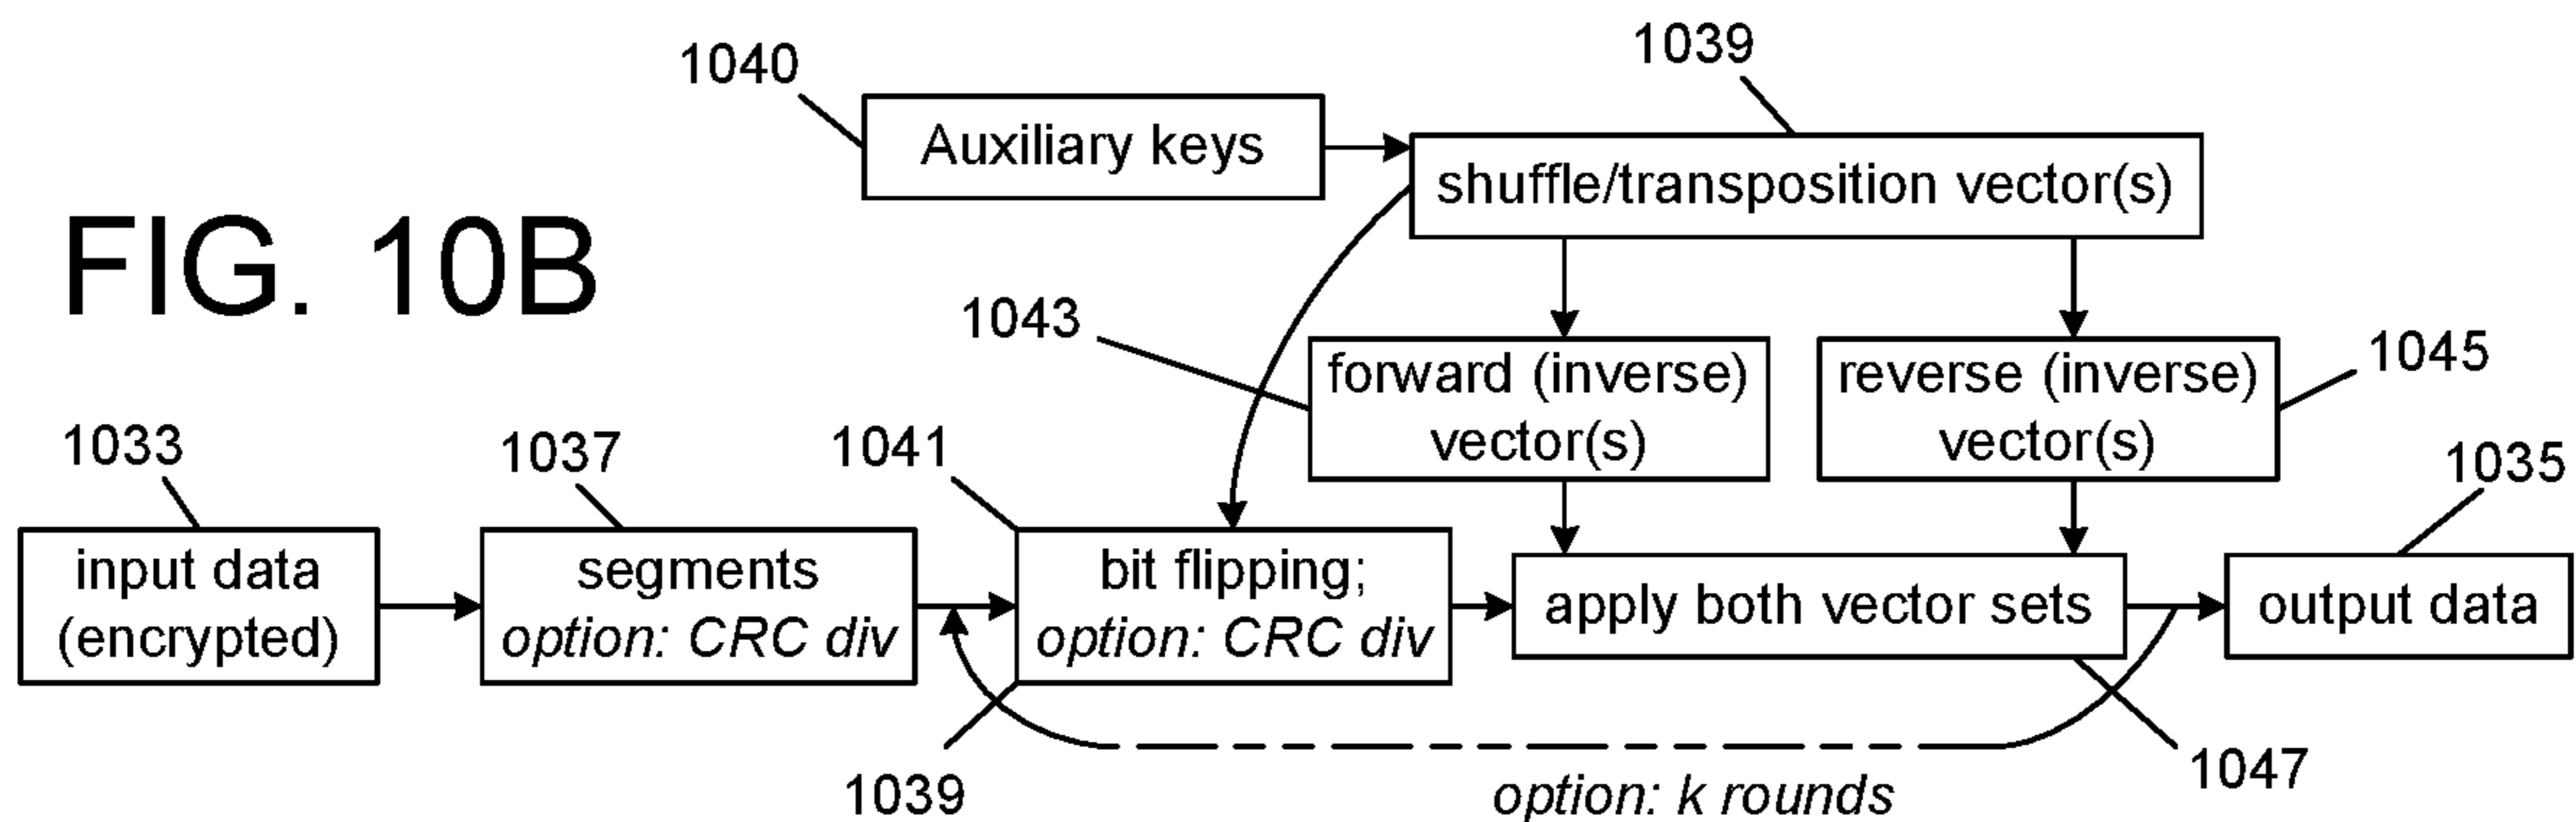 FIG. 10B
1040
Auxiliary keys
1039
shuffle/transposition vector(s)
1043
forward (inverse)
vector(s)
reverse (inverse)
vector(s)
1045
1033
input data
(encrypted)
1037
segments
option: CRC div
1041
bit flipping;
option: CRC div
1039
apply both vector sets
1047
1035
output data
option: k rounds